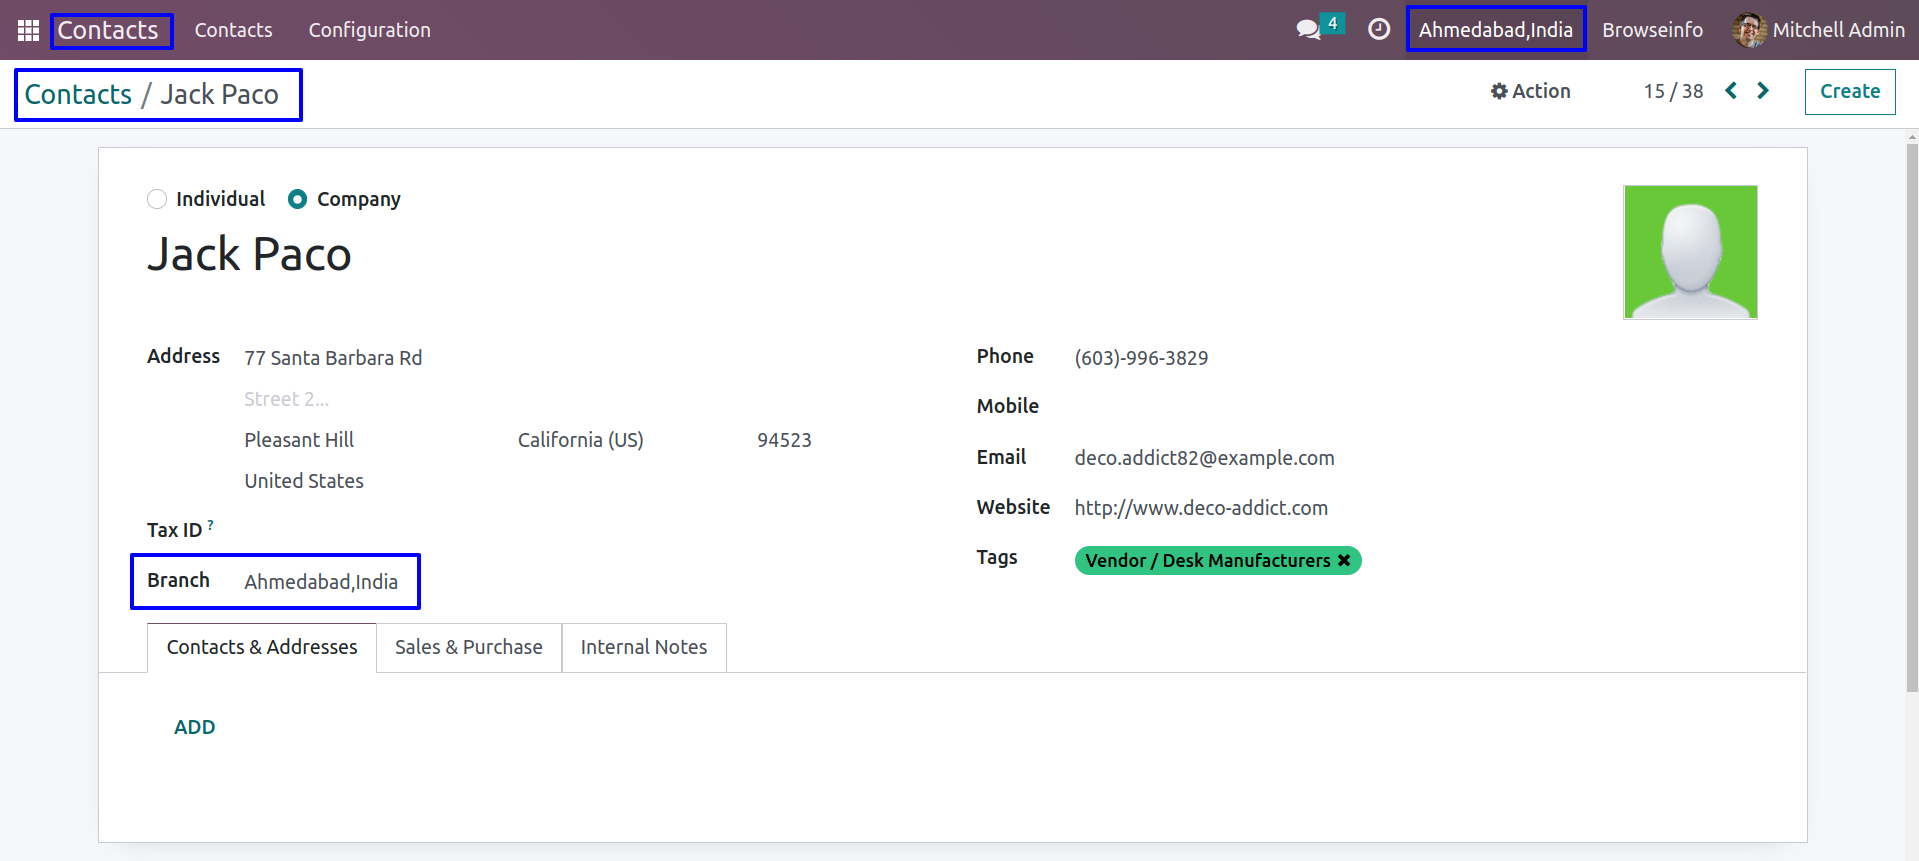 Contacts Contacts Configuration 4 Ahmedabad,India Browseinfo Mitchell Admin
Contacts / Jack Paco Action 15 / 38 Create
Individual Company
Jack Paco
Address 77 Santa Barbara Rd
Street 2...
Pleasant Hill California (US) 94523
United States
Tax ID ?
Branch Ahmedabad,India
Phone (603)-996-3829
Mobile
Email deco.addict82@example.com
Website http://www.deco-addict.com
Tags Vendor / Desk Manufacturers ✖
Contacts & Addresses Sales & Purchase Internal Notes
ADD